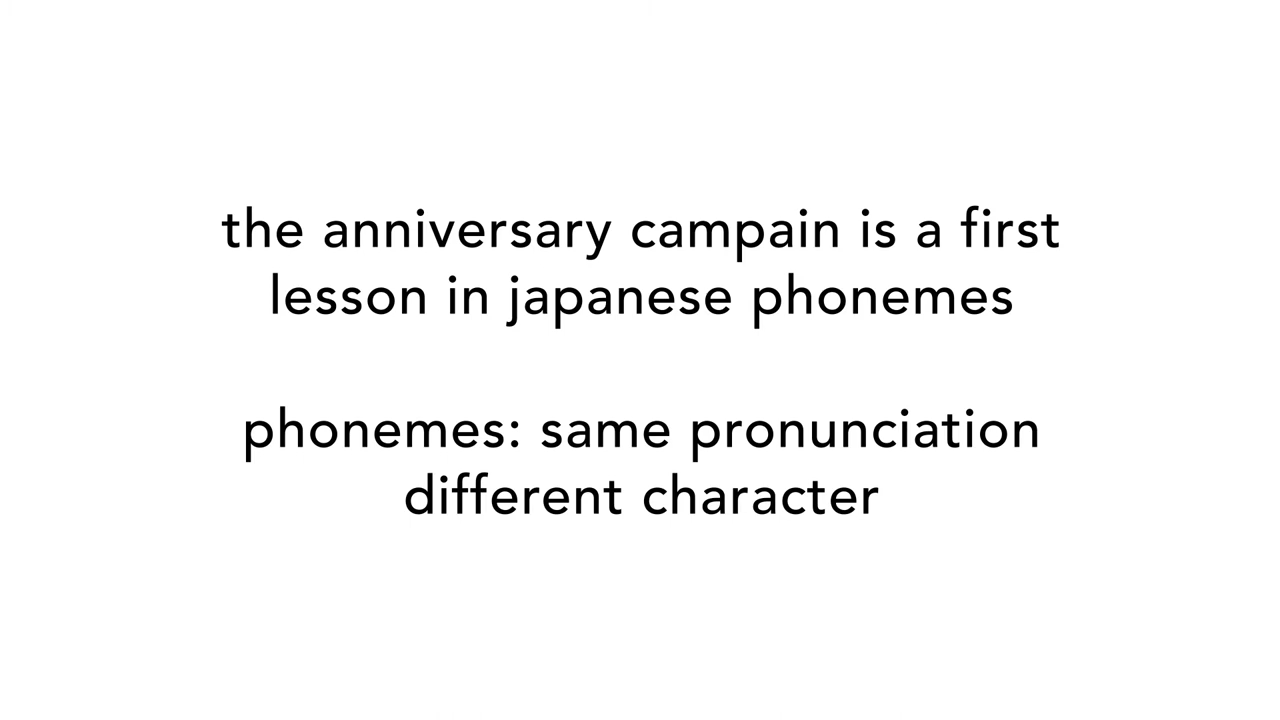 the anniversary campain is a first
lesson in japanese phonemes
phonemes: same pronunciation
different character